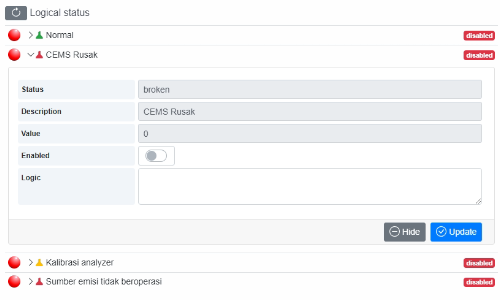 Logical status
Normal disabled
CEMS Rusak disabled
Status broken
Description CEMS Rusak
Value 0
Enabled
Logic
Hide Update
Kalibrasi analyzer disabled
Sumber emisi tidak beroperasi disabled